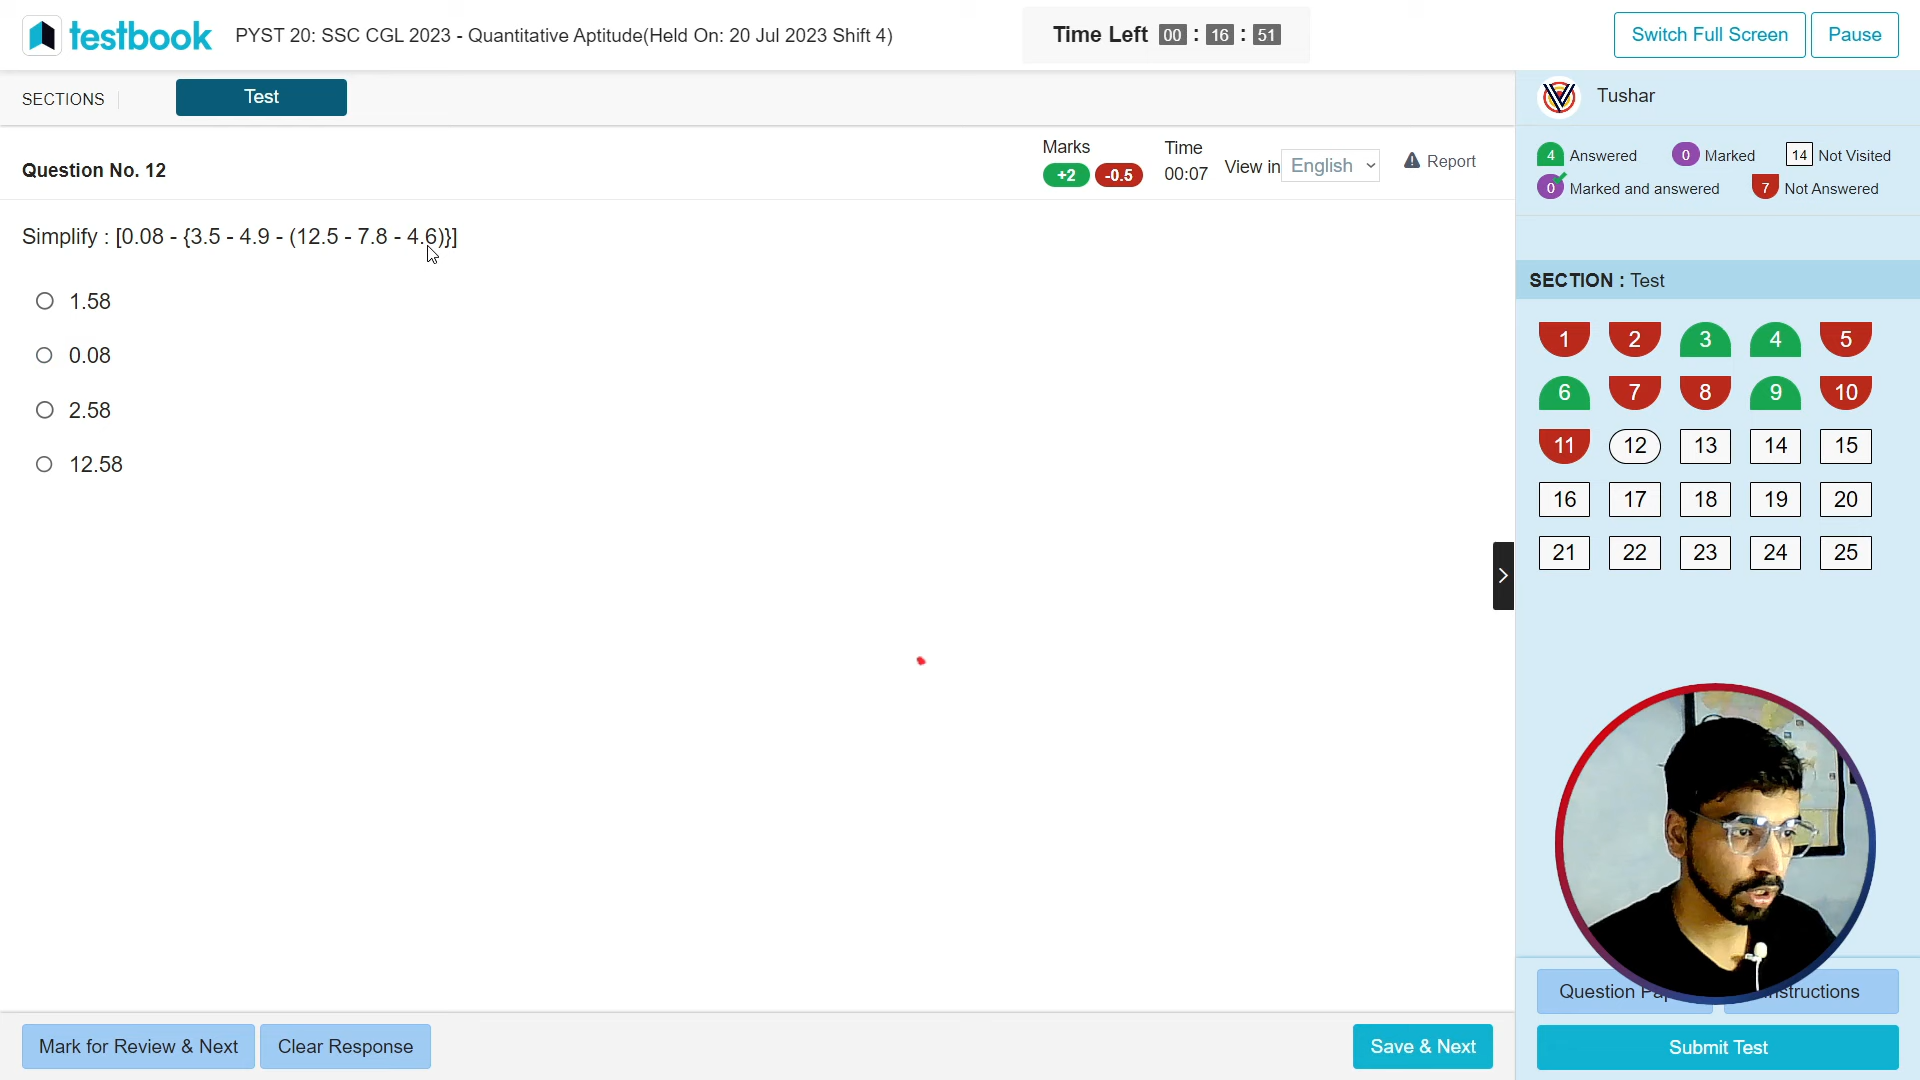 testbook PYST 20: SSC CGL 2023 - Quantitative Aptitude(Held On: 20 Jul 2023 Shift 4) Time Left 00 : 16 : 51 Switch Full Screen Pause
SECTIONS Test
Tushar
Question No. 12
Marks Time
+2 -0.5 00:07 View in English Report
4 Answered 0 Marked 14 Not Visited
0 Marked and answered 7 Not Answered
Simplify : [0.08 - {3.5 - 4.9 - (12.5 - 7.8 - 4.6)}]
1.58
0.08
2.58
12.58
SECTION : Test
1 2 3 4 5
6 7 8 9 10
11 12 13 14 15
16 17 18 19 20
21 22 23 24 25
Question
Mark for Review & Next Clear Response Save & Next Submit Test